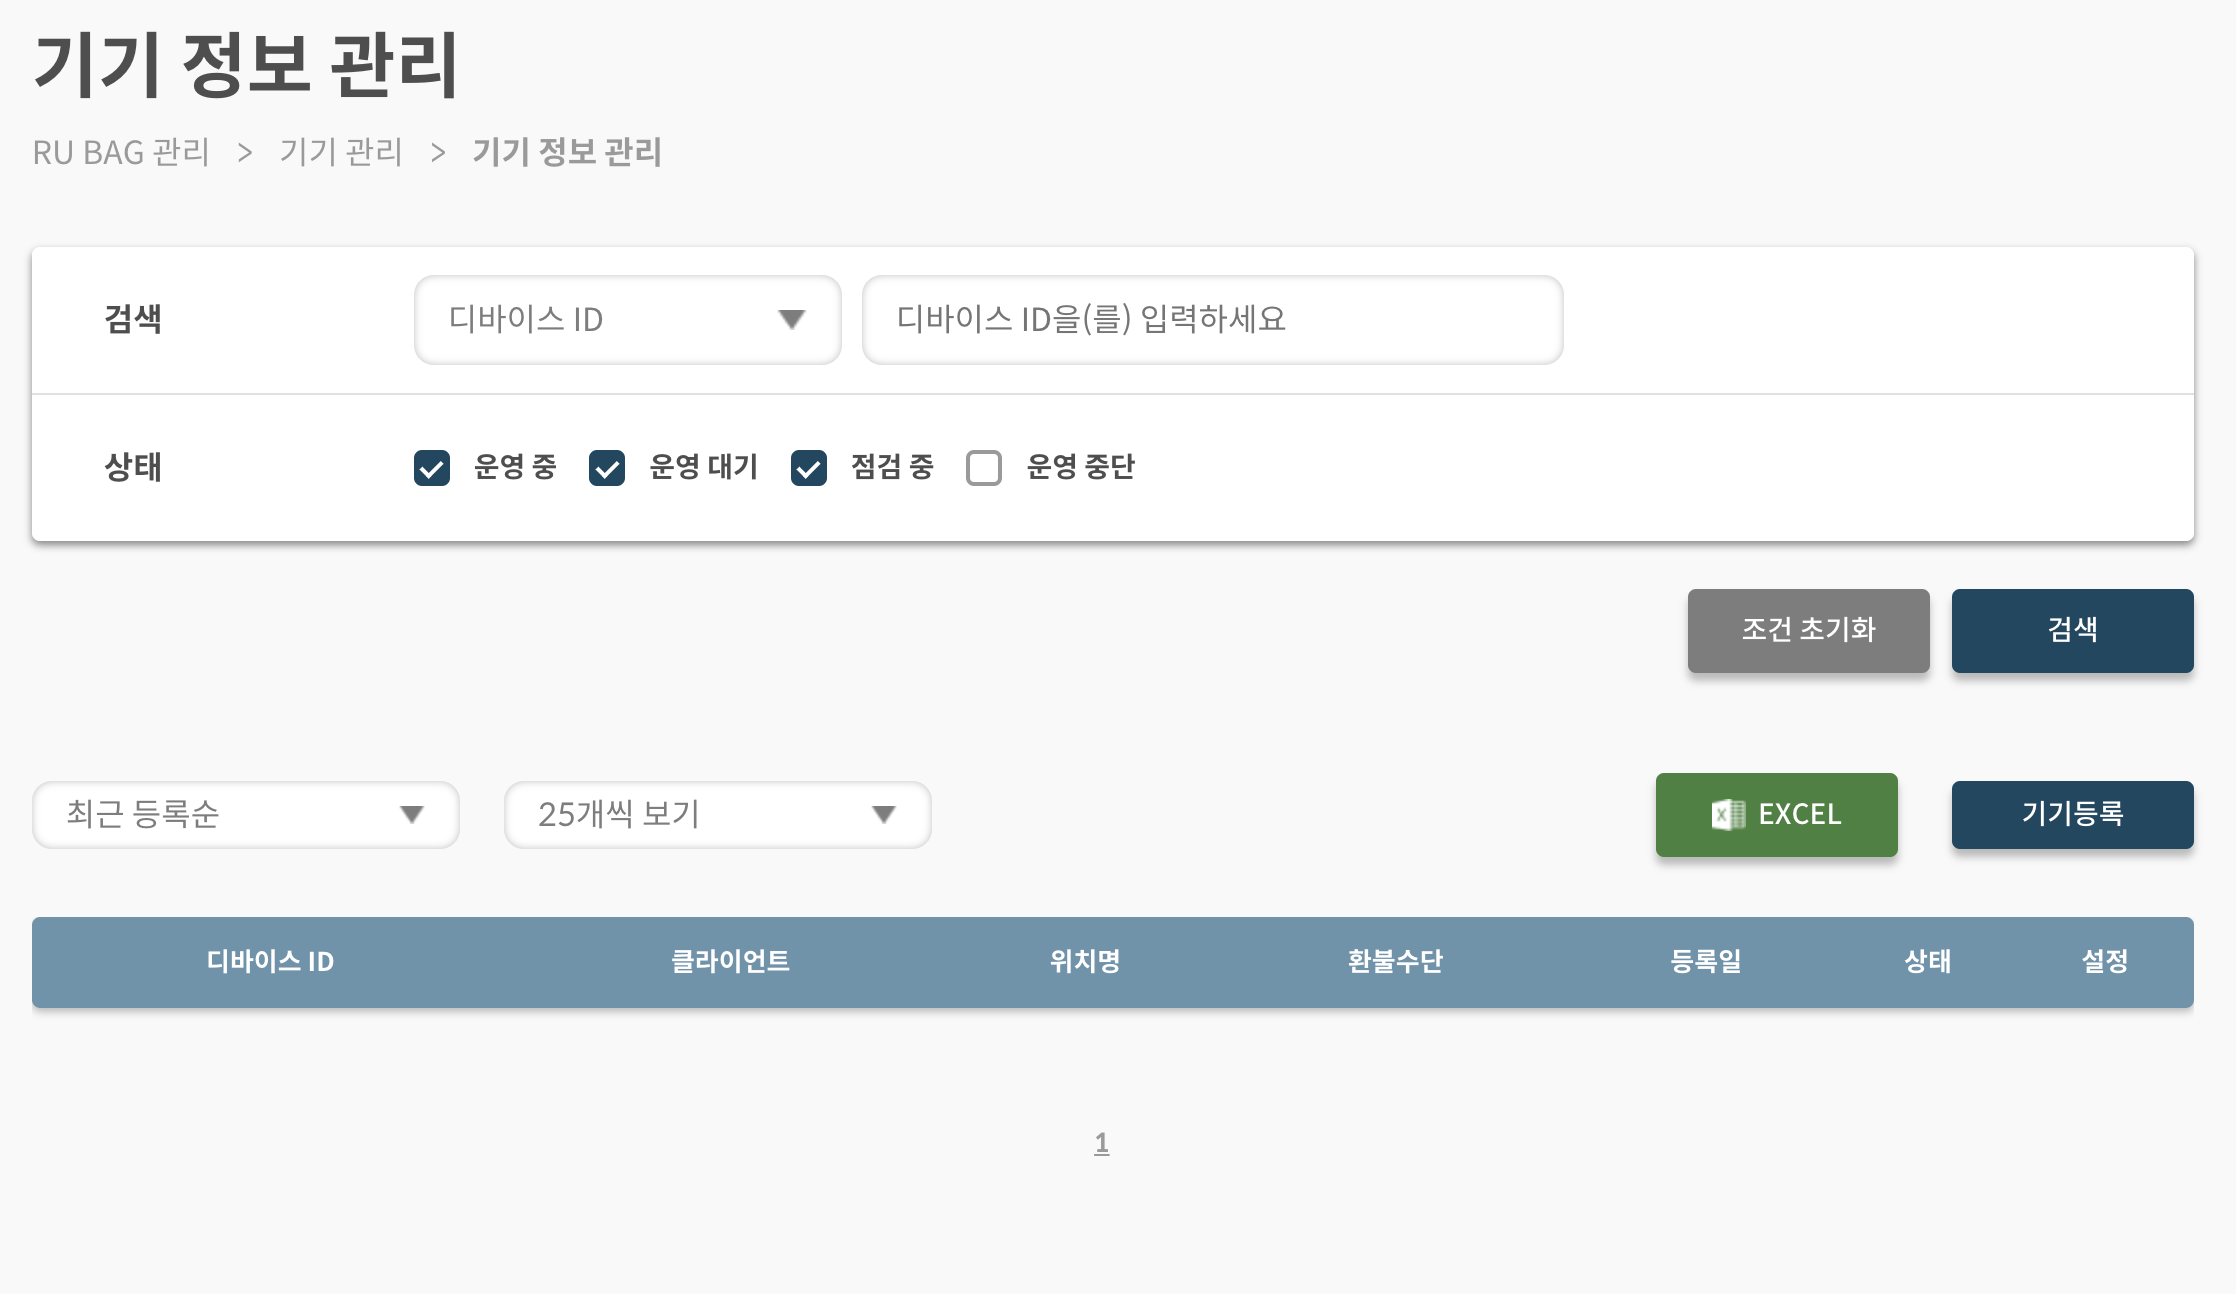 기기 정보 관리
RU BAG 관리 > 기기 관리 > 기기 정보 관리
검색 디바이스 ID 디바이스 ID을(를) 입력하세요
상태 운영 중 운영 대기 점검 중 운영 중단
조건 초기화 검색
최근 등록순 25개씩 보기 EXCEL 기기등록
디바이스 ID 클라이언트 위치명 환불수단 등록일 상태 설정
1